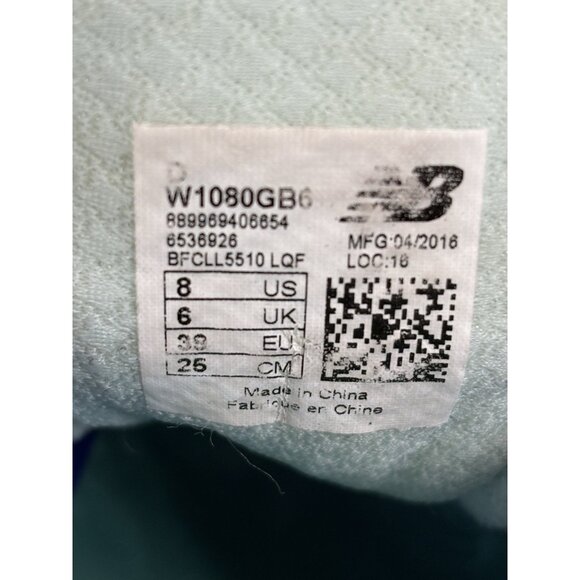 D
W1080GB6
889969406654
6536926
BFCLL5510 LQF
MFG:04/2016
LOC:16
8 US
6 UK
39 EU
25 CM
Made in China
Fabriqué en Chine